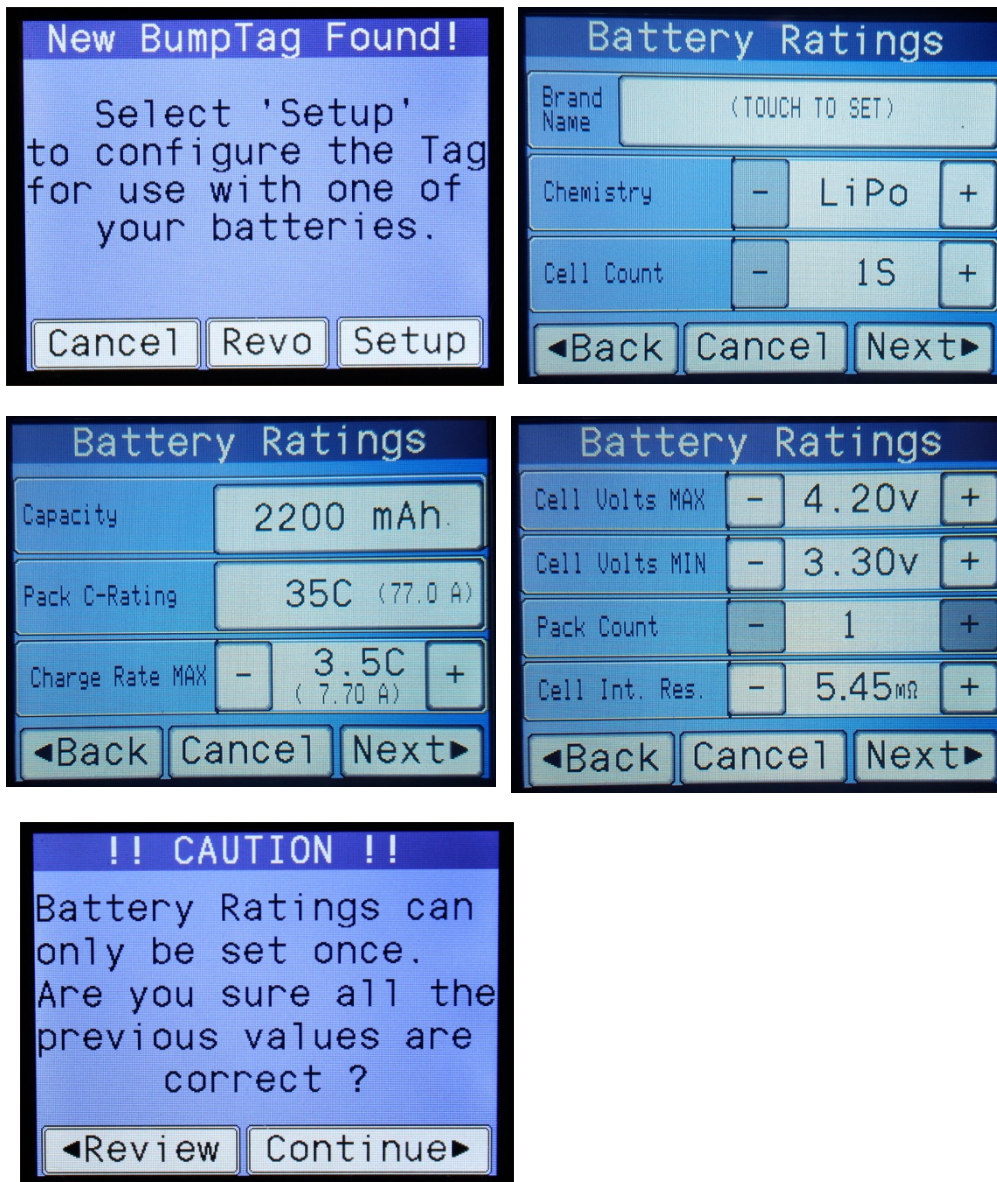 New BumpTag Found!
Select 'Setup'
to configure the Tag
for use with one of
your batteries.
Cancel Revo Setup
Battery Ratings
Brand
Name
(TOUCH TO SET)
Chemistry - LiPo +
Cell Count - 1S +
◄Back Cancel Next►
Battery Ratings
Capacity 2200 mAh
Pack C-Rating 35C (77.0 A)
Charge Rate MAX - 3.5C +
( 7.70 A)
◄Back Cancel Next►
Battery Ratings
Cell Volts MAX - 4.20v +
Cell Volts MIN - 3.30v +
Pack Count - 1 +
Cell Int. Res. - 5.45mΩ +
◄Back Cancel Next►
!! CAUTION !!
Battery Ratings can
only be set once.
Are you sure all the
previous values are
correct ?
◄Review Continue►